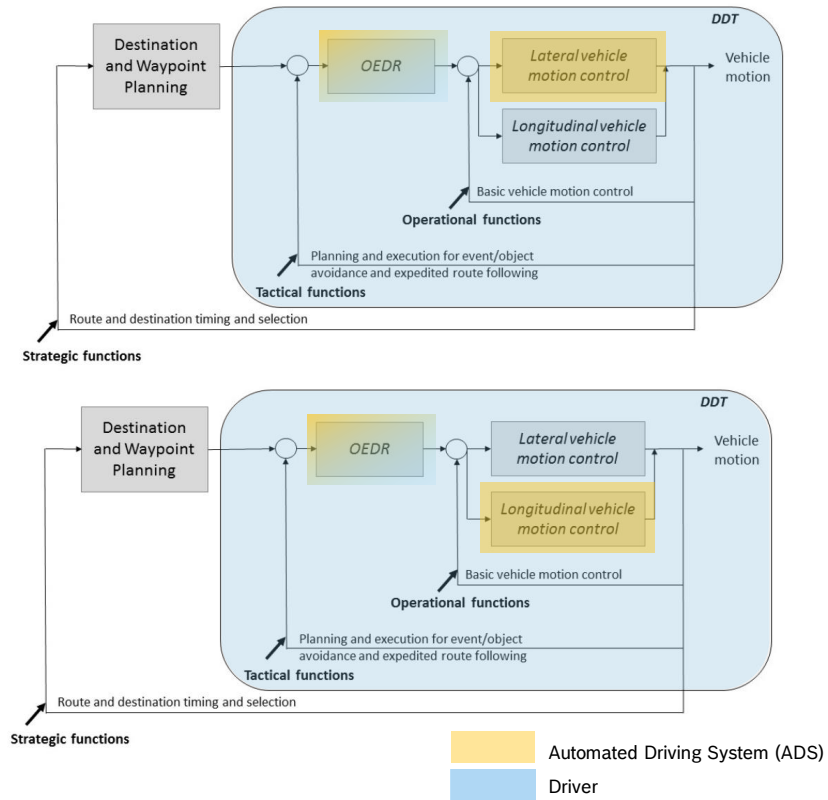 DDT
Destination
and Waypoint
Planning
OEDR
Lateral vehicle
motion control
Vehicle
motion
Longitudinal vehicle
motion control
Basic vehicle motion control
Operational functions
Planning and execution for event/object
avoidance and expedited route following
Tactical functions
Route and destination timing and selection
Strategic functions
DDT
Destination
and Waypoint
Planning
OEDR
Lateral vehicle
motion control
Vehicle
motion
Longitudinal vehicle
motion control
Basic vehicle motion control
Operational functions
Planning and execution for event/object
avoidance and expedited route following
Tactical functions
Route and destination timing and selection
Strategic functions
Automated Driving System (ADS)
Driver